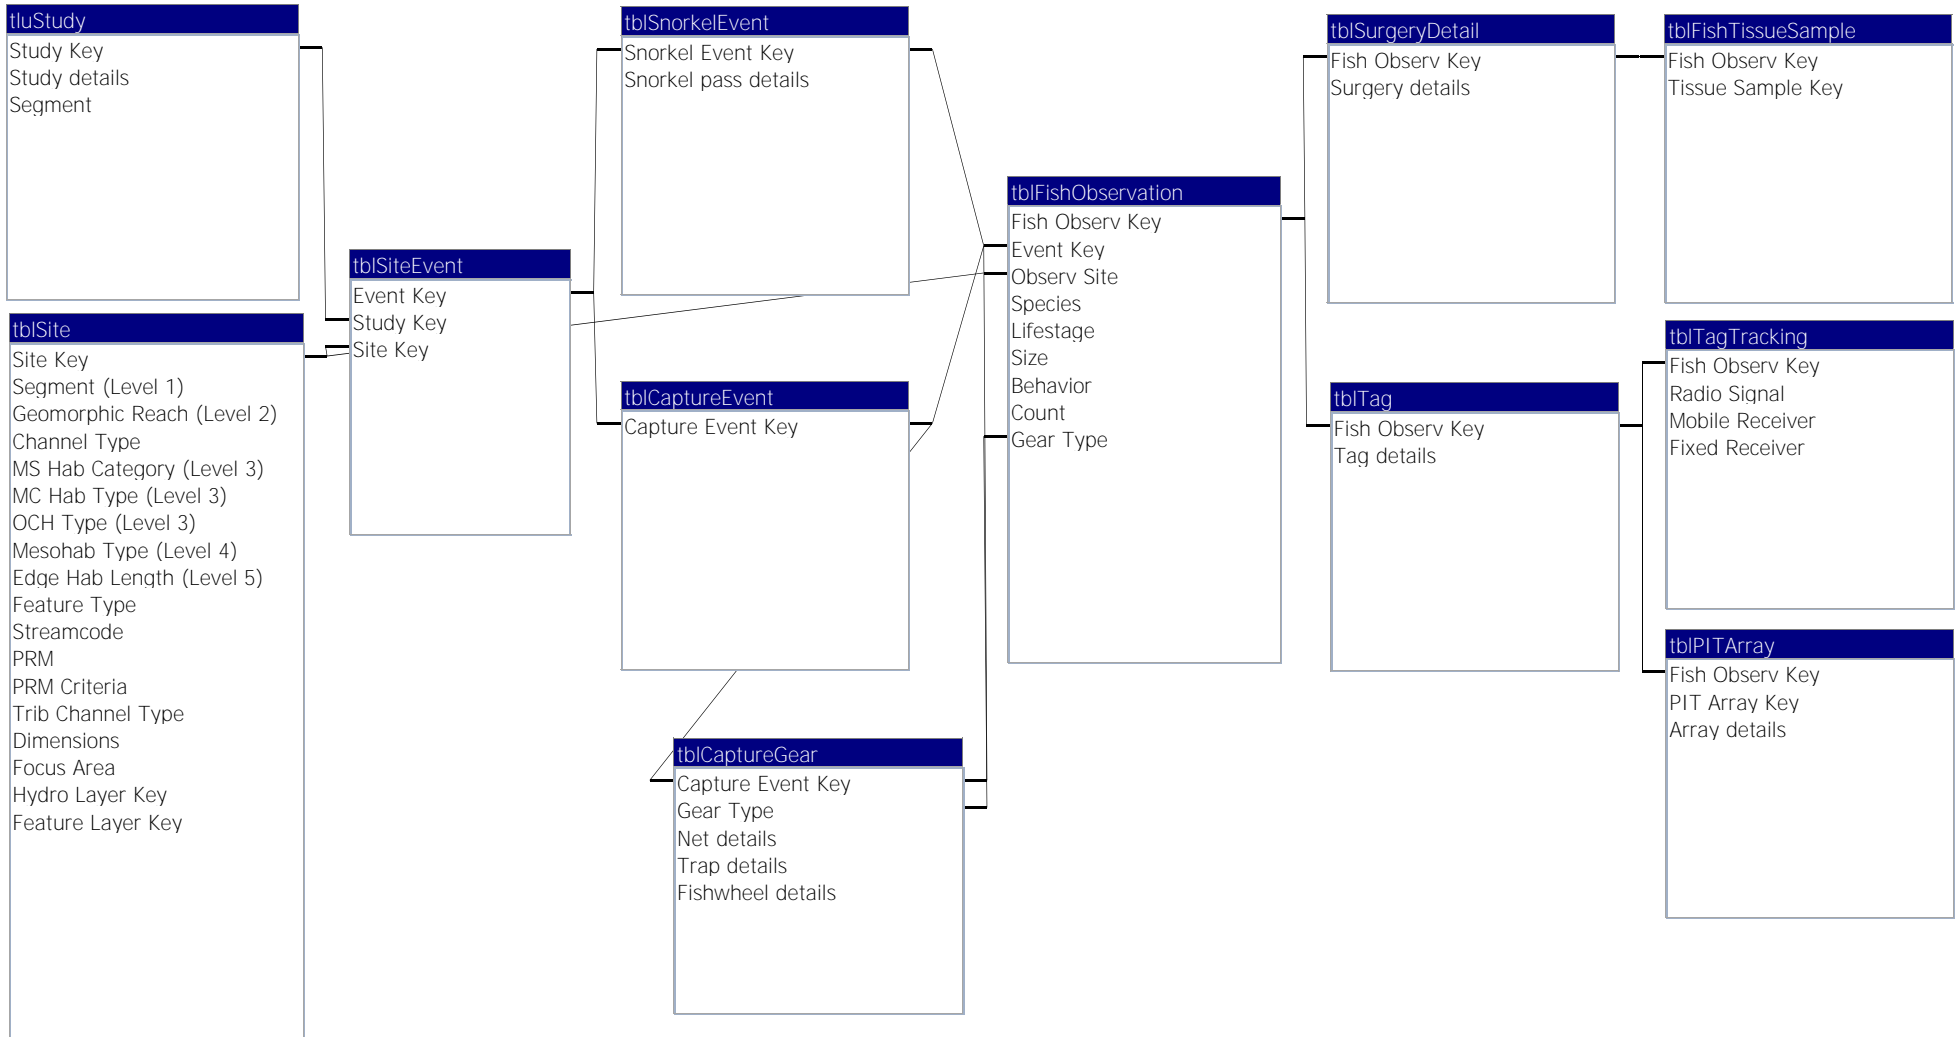 tluStudy
Study Key
Study details
Segment
tblSite
Site Key
Segment (Level 1)
Geomorphic Reach (Level 2)
Channel Type
MS Hab Category (Level 3)
MC Hab Type (Level 3)
OCH Type (Level 3)
Mesohab Type (Level 4)
Edge Hab Length (Level 5)
Feature Type
Streamcode
PRM
PRM Criteria
Trib Channel Type
Dimensions
Focus Area
Hydro Layer Key
Feature Layer Key
tblSiteEvent
Event Key
Study Key
Site Key
tblSnorkelEvent
Snorkel Event Key
Snorkel pass details
tblCaptureEvent
Capture Event Key
tblCaptureGear
Capture Event Key
Gear Type
Net details
Trap details
Fishwheel details
tblFishObservation
Fish Observ Key
Event Key
Observ Site
Species
Lifestage
Size
Behavior
Count
Gear Type
tblSurgeryDetail
Fish Observ Key
Surgery details
tblTag
Fish Observ Key
Tag details
tblFishTissueSample
Fish Observ Key
Tissue Sample Key
tblTagTracking
Fish Observ Key
Radio Signal
Mobile Receiver
Fixed Receiver
tblPITArray
Fish Observ Key
PIT Array Key
Array details